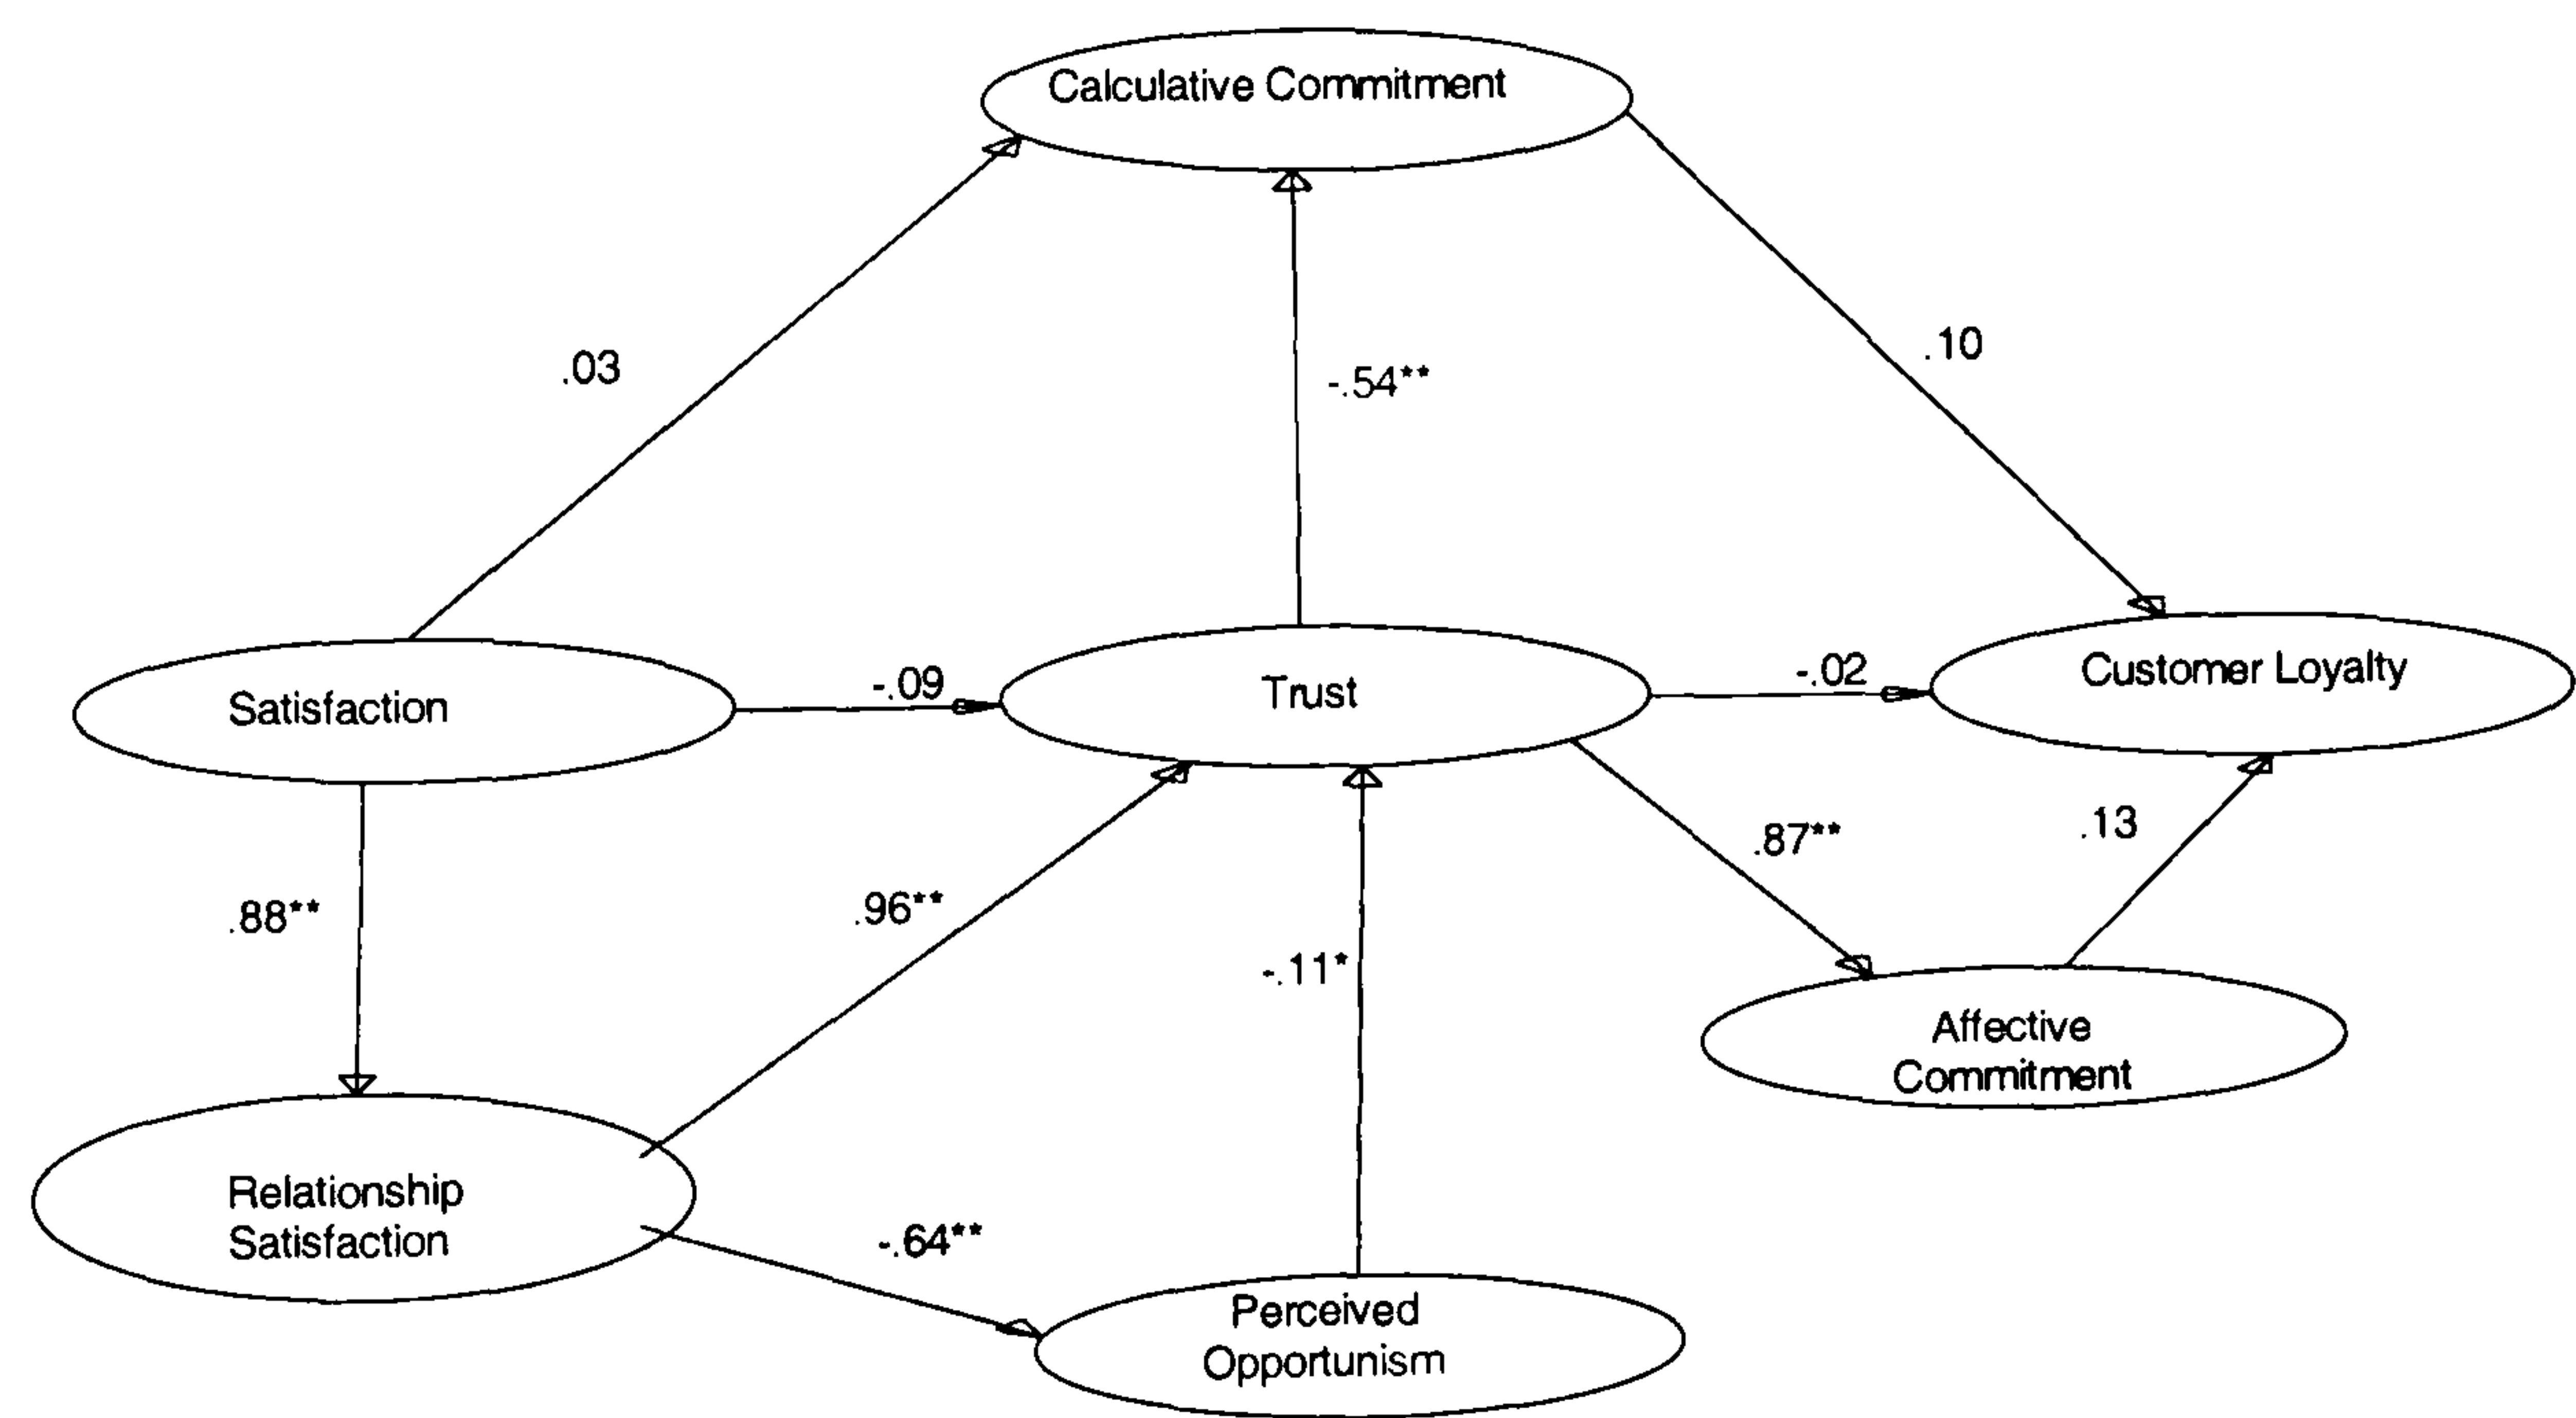 Calculative Commitment
.03
-.54**
.10
Satisfaction
-.09
Trust
-.02
Customer Loyalty
.88**
.96**
-.11*
.87**
.13
Affective
Commitment
Relationship
Satisfaction
-.64**
Perceived
Opportunism